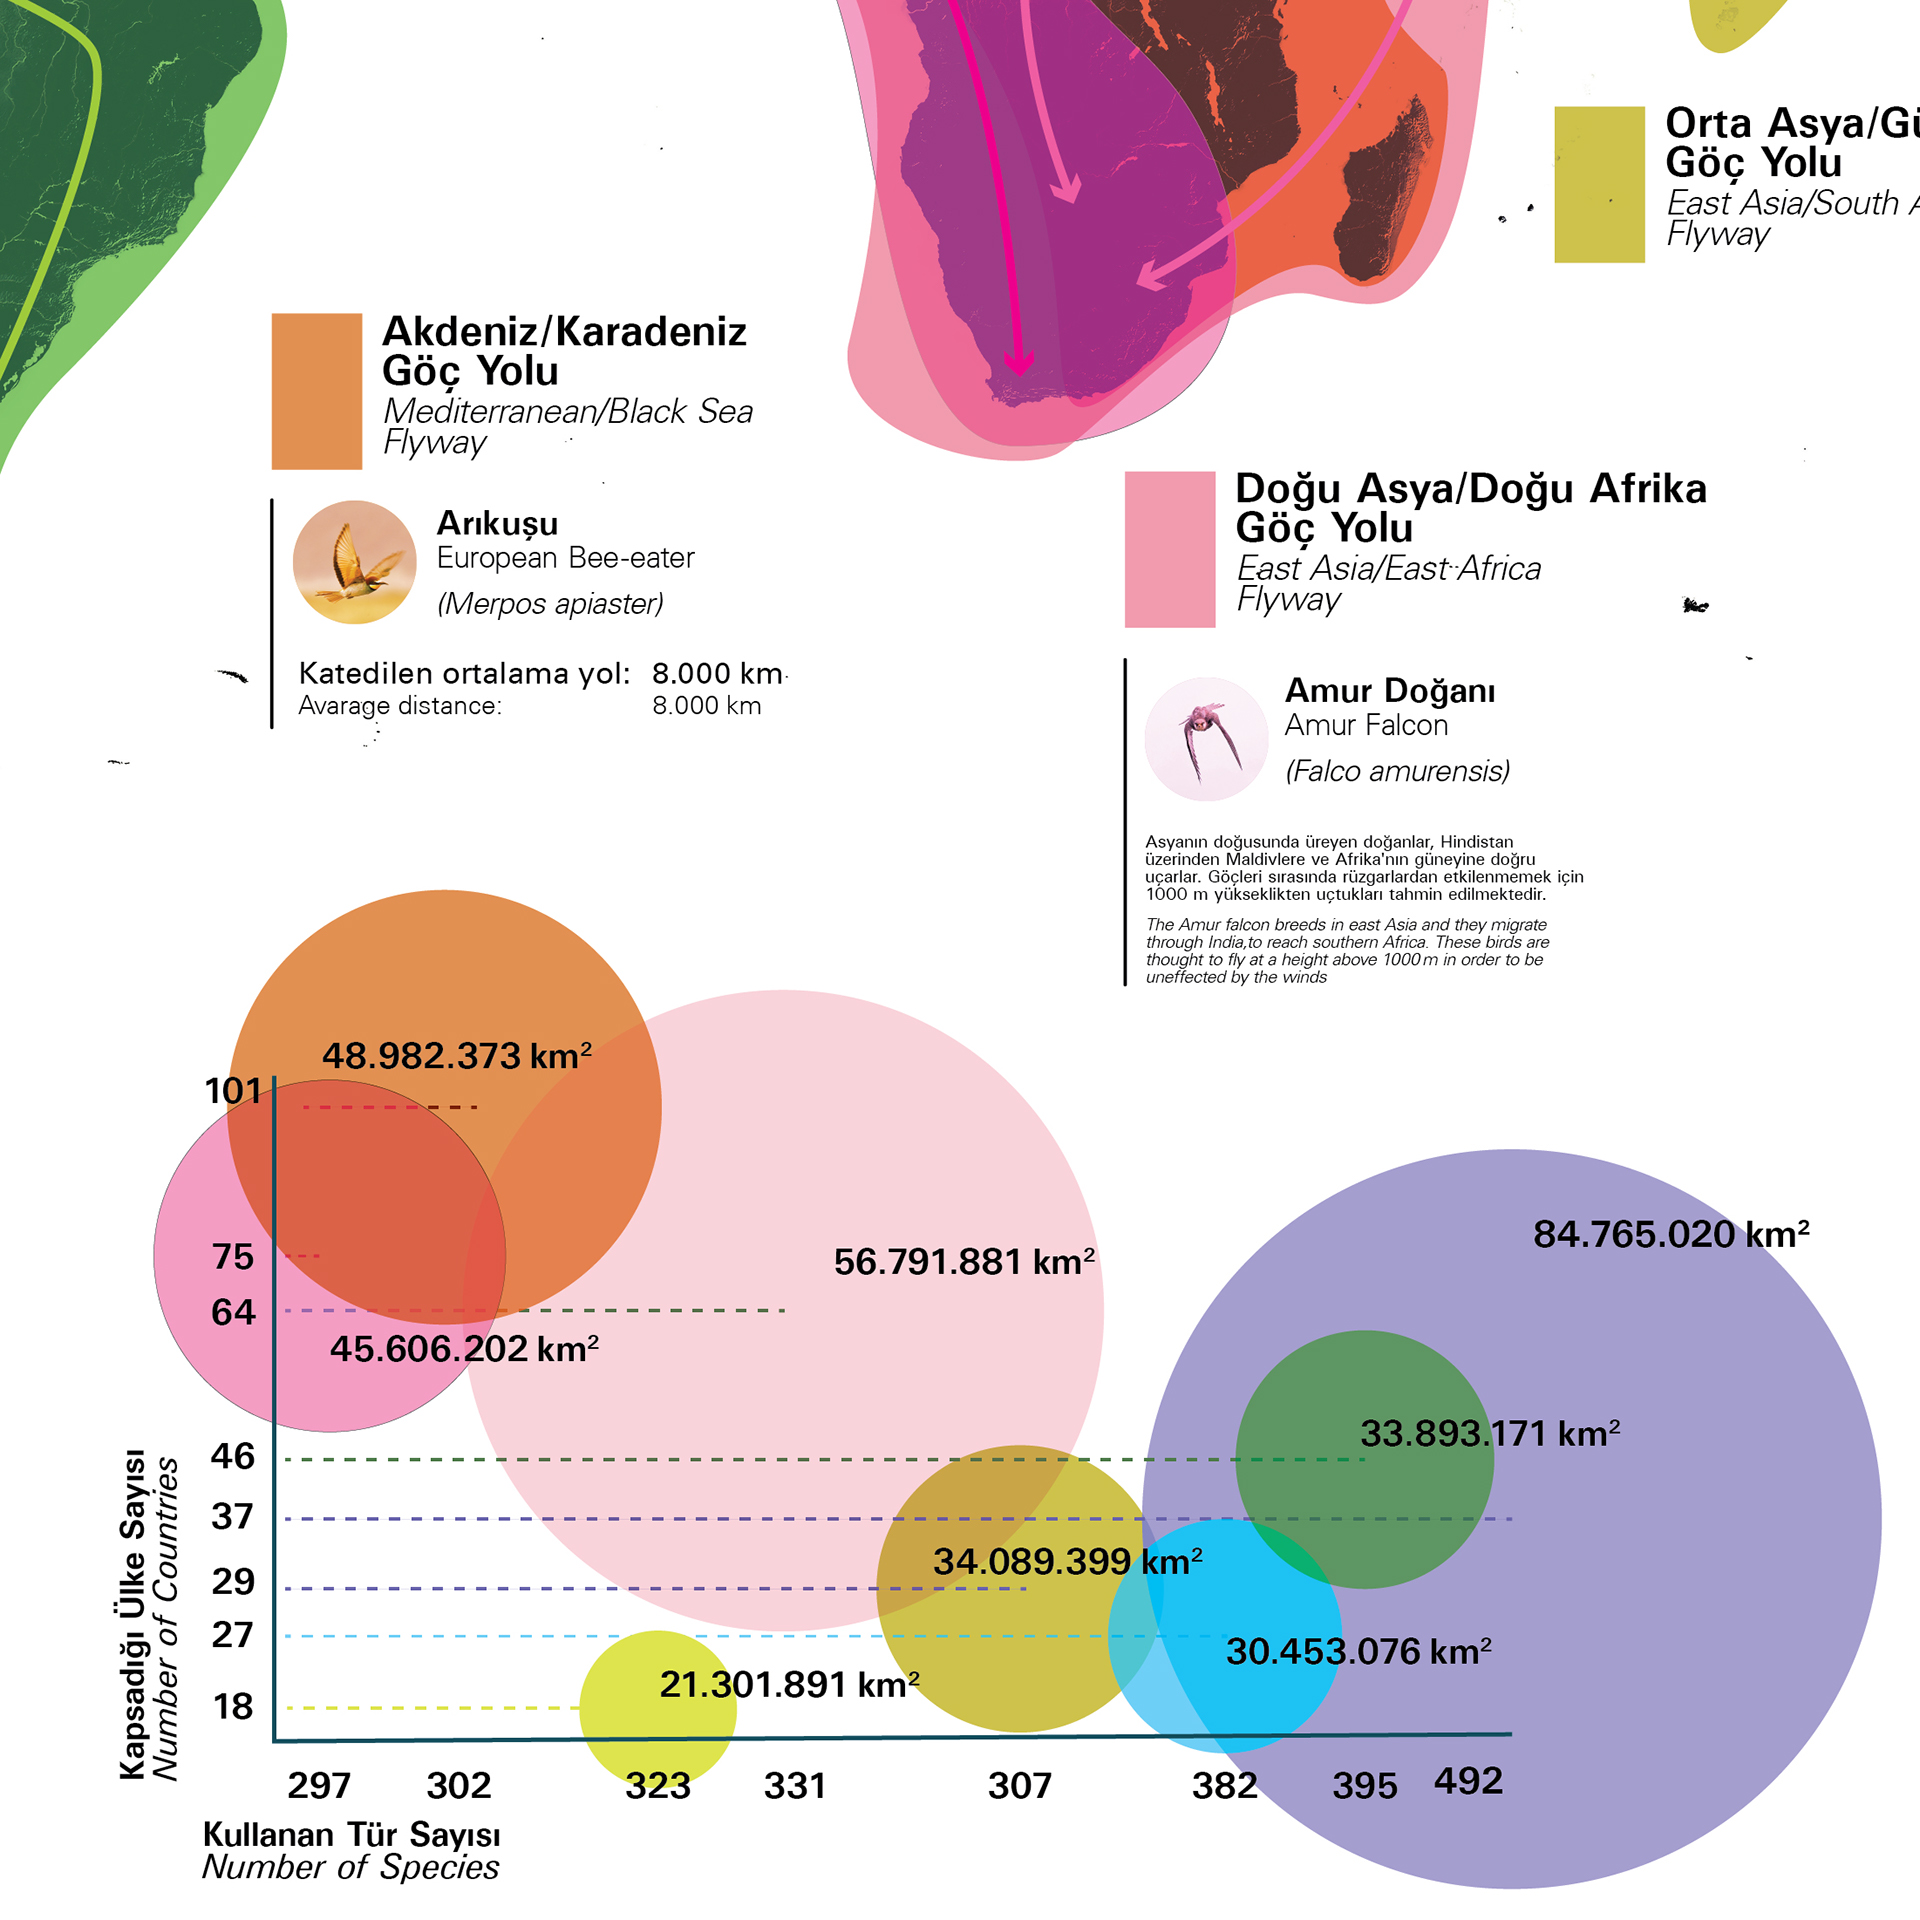 Orta Asya/Gü
Göç Yolu
East Asia/South A
Flyway
Akdeniz/Karadeniz
Göç Yolu
Mediterranean/Black Sea
Flyway
Arıkuşu
European Bee-eater
(Merpos apiaster)
Katedilen ortalama yol: 8.000 km
Avarage distance: 8.000 km
Doğu Asya/Doğu Afrika
Göç Yolu
East Asia/East Africa
Flyway
Amur Doğanı
Amur Falcon
(Falco amurensis)
Asyanın doğusunda üreyen doğanlar, Hindistan
üzerinden Maldivlere ve Afrika'nın güneyine doğru
uçarlar. Göçleri sırasında rüzgarlardan etkilenmemek için
1000 m yükseklikten uçtukları tahmin edilmektedir.
The Amur falcon breeds in east Asia and they migrate
through India,to reach southern Africa. These birds are
thought to fly at a height above 1000 m in order to be
uneffected by the winds
48.982.373 km²
101
84.765.020 km²
75
56.791.881 km²
64
45.606.202 km²
33.893.171 km²
46
37
34.089.399 km²
29
27
30.453.076 km²
21.301.891 km²
18
Kapsadığı Ülke Sayısı
Number of Countries
297 302 323 331 307 382 395 492
Kullanan Tür Sayısı
Number of Species